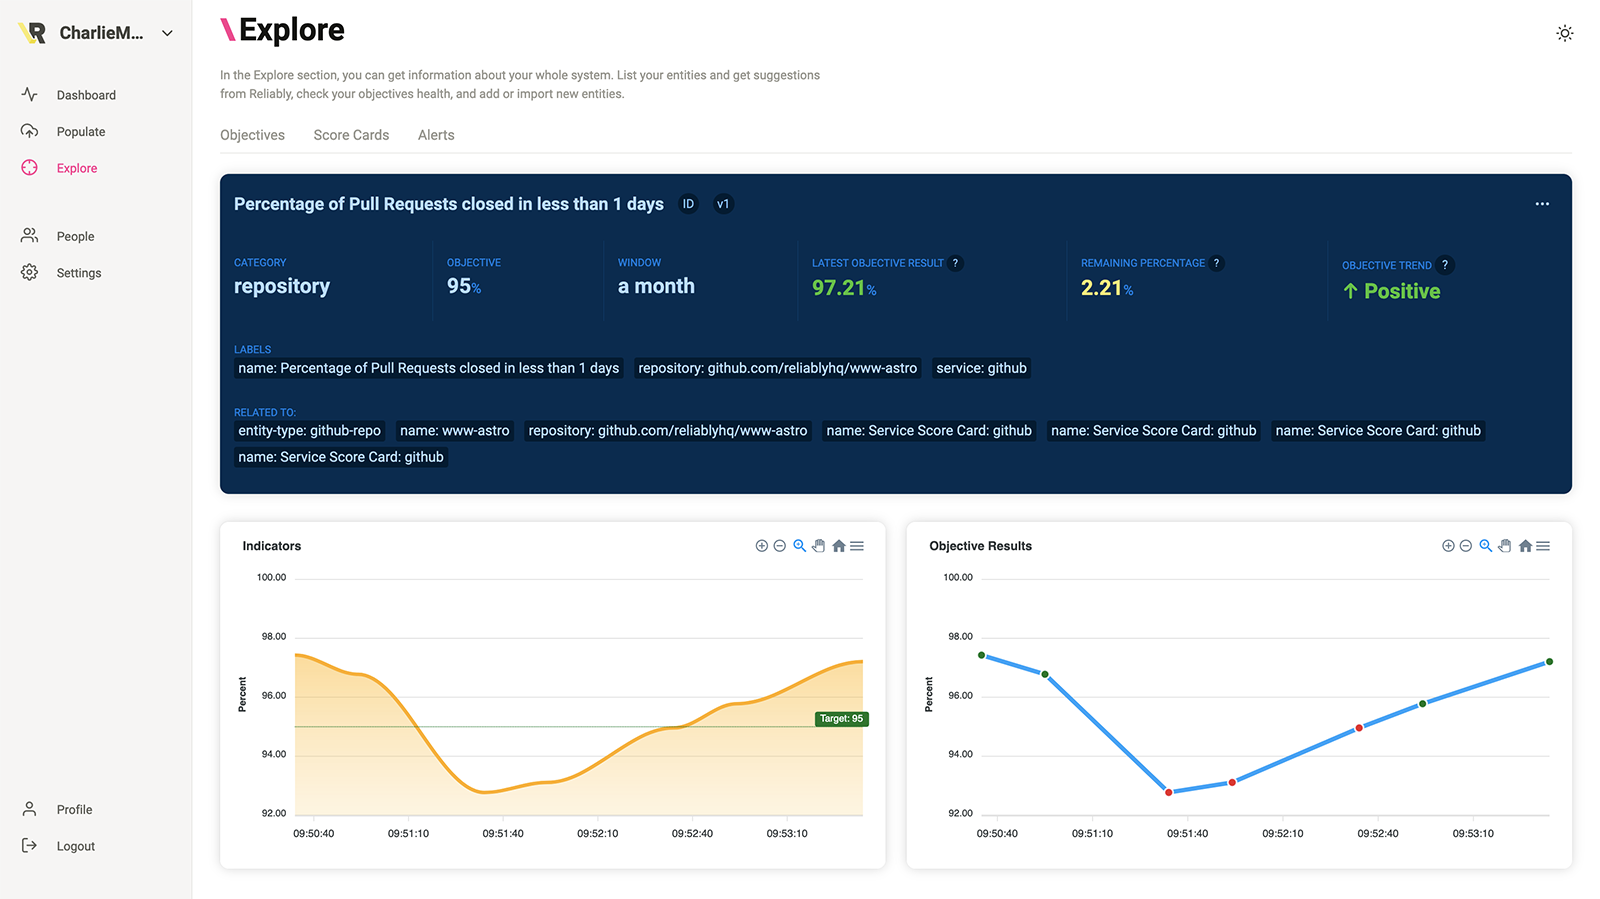 CharlieM...
Dashboard
Populate
Explore
People
Settings
Profile
Logout
\Explore
In the Explore section, you can get information about your whole system. List your entities and get suggestions
from Reliably, check your objectives health, and add or import new entities.
Objectives Score Cards Alerts
Percentage of Pull Requests closed in less than 1 days ID v1
CATEGORY
repository
OBJECTIVE
95%
WINDOW
a month
LATEST OBJECTIVE RESULT ?
97.21%
REMAINING PERCENTAGE ?
2.21%
OBJECTIVE TREND ?
↑ Positive
LABELS
name: Percentage of Pull Requests closed in less than 1 days repository: github.com/reliablyhq/www-astro service: github
RELATED TO:
entity-type: github-repo name: www-astro repository: github.com/reliablyhq/www-astro name: Service Score Card: github name: Service Score Card: github name: Service Score Card: github
name: Service Score Card: github
Indicators
100.00
98.00
96.00
94.00
92.00
Percent
Target: 95
09:50:40 09:51:10 09:51:40 09:52:10 09:52:40 09:53:10
Objective Results
100.00
98.00
96.00
94.00
92.00
Percent
09:50:40 09:51:10 09:51:40 09:52:10 09:52:40 09:53:10